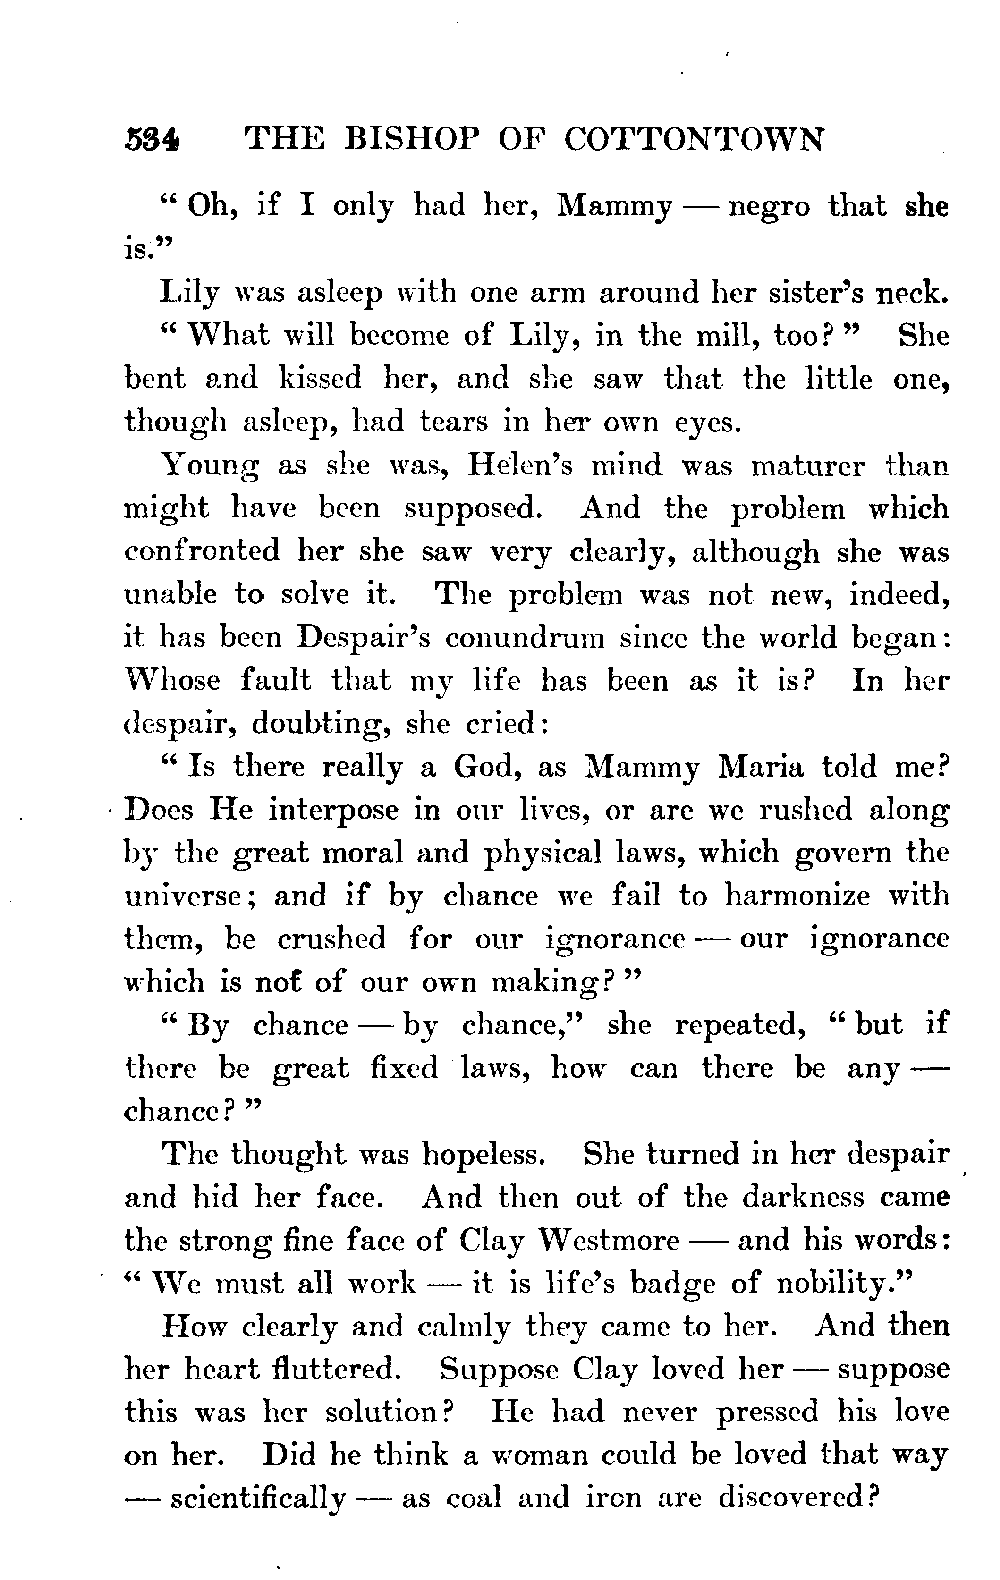 534 THE BISHOP OF COTTONTOWN
“ Oh, if I only had her, Mammy — negro that she
is.”
Lily was asleep with one arm around her sister’s neck.
“ What will become of Lily, in the mill, too? ” She
bent and kissed her, and she saw that the little one,
though asleep, had tears in her own eyes.
Young as she was, Helen’s mind was maturer than
might have been supposed. And the problem which
confronted her she saw very clearly, although she was
unable to solve it. The problem was not new, indeed,
it has been Despair’s conundrum since the world began:
Whose fault that my life has been as it is? In her
despair, doubting, she cried:
“ Is there really a God, as Mammy Maria told me?
Does He interpose in our lives, or are we rushed along
by the great moral and physical laws, which govern the
universe; and if by chance we fail to harmonize with
them, be crushed for our ignorance — our ignorance
which is not of our own making? ”
“ By chance — by chance,” she repeated, “ but if
there be great fixed laws, how can there be any —
chance? ”
The thought was hopeless. She turned in her despair
and hid her face. And then out of the darkness came
the strong fine face of Clay Westmore — and his words:
“ We must all work — it is life’s badge of nobility.”
How clearly and calmly they came to her. And then
her heart fluttered. Suppose Clay loved her — suppose
this was her solution? He had never pressed his love
on her. Did he think a woman could be loved that way
— scientifically — as coal and iron are discovered?